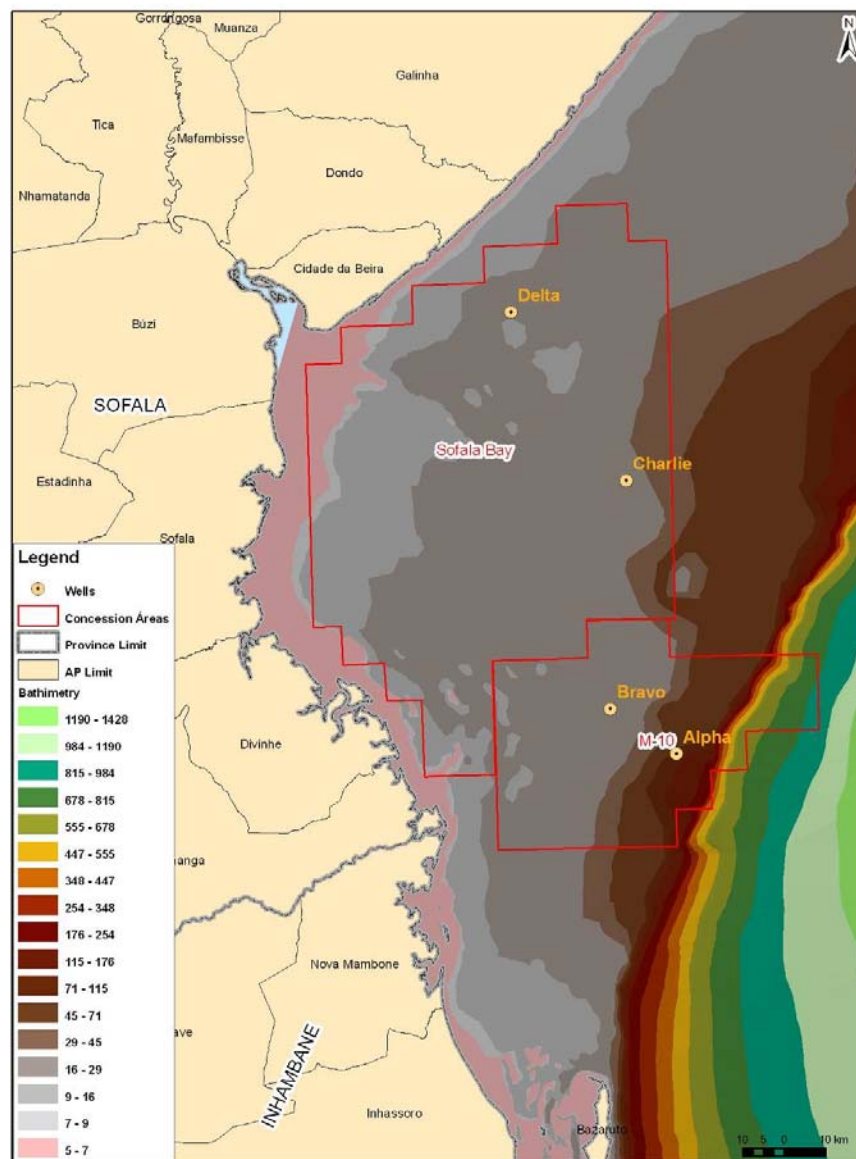 Gorrongosa
Muanza
N
Galinha
Tica
Mafambisse
Dondo
Nhamatanda
Cidade da Beira
Delta
Búzi
SOFALA
Sofala Bay
Charlie
Estadinha
Sofala
Legend
Wells
Concession Áreas
Province Limit
AP Limit
Bathimetry
1190 - 1428
984 - 1190
815 - 984
678 - 815
555 - 678
447 - 555
348 - 447
254 - 348
176 - 254
115 - 176
71 - 115
45 - 71
29 - 45
16 - 29
9 - 16
7 - 9
5 - 7
Bravo
M-10
Alpha
Divinhe
anga
Nova Mambone
ave
INHAMBANE
Inhassoro
Bazaruto
10 5 0 10 km